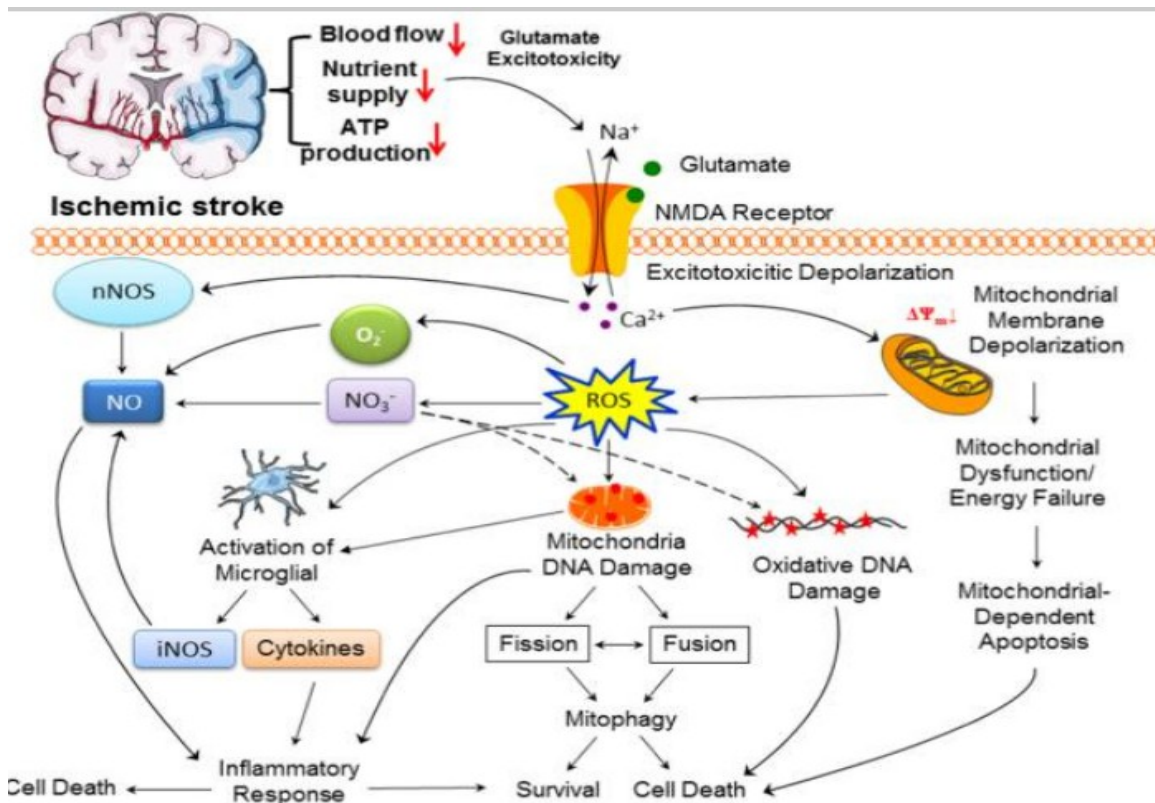 Blood flow
Nutrient
supply
ATP
production
Glutamate
Excitotoxicity
Na⁺
Glutamate
NMDA Receptor
Ischemic stroke
Excitotoxicitic Depolarization
nNOS
Ca²⁺
ΔΨm↓
Mitochondrial
Membrane
Depolarization
O₂⁻
NO
NO₃⁻
ROS
Mitochondrial
Dysfunction/
Energy Failure
Activation of
Microglial
Mitochondria
DNA Damage
Oxidative DNA
Damage
Mitochondrial-
Dependent
Apoptosis
iNOS
Cytokines
Fission
Fusion
Mitophagy
Cell Death
Inflammatory
Response
Survival
Cell Death